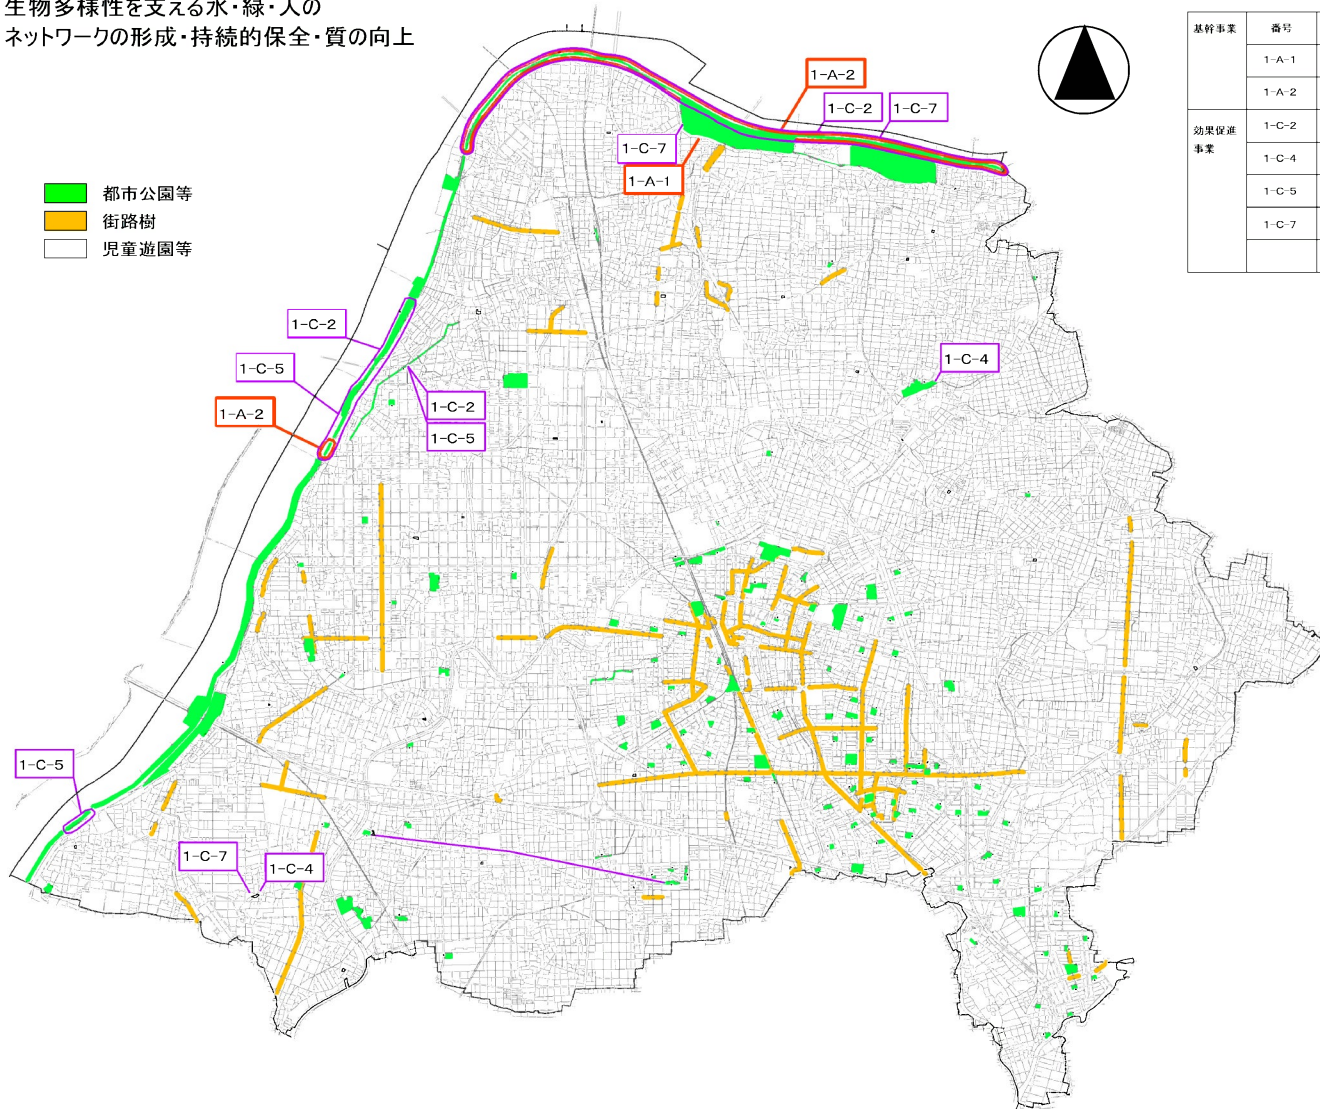 生物多様性を支える水・緑・人の
ネットワークの形成・持続的保全・質の向上
都市公園等
街路樹
児童遊園等
基幹事業
番号
1-A-1
1-A-2
効果促進
事業
1-C-2
1-C-4
1-C-5
1-C-7
1-A-2
1-C-2
1-C-7
1-C-7
1-A-1
1-C-2
1-C-5
1-A-2
1-C-2
1-C-5
1-C-4
1-C-5
1-C-7
1-C-4